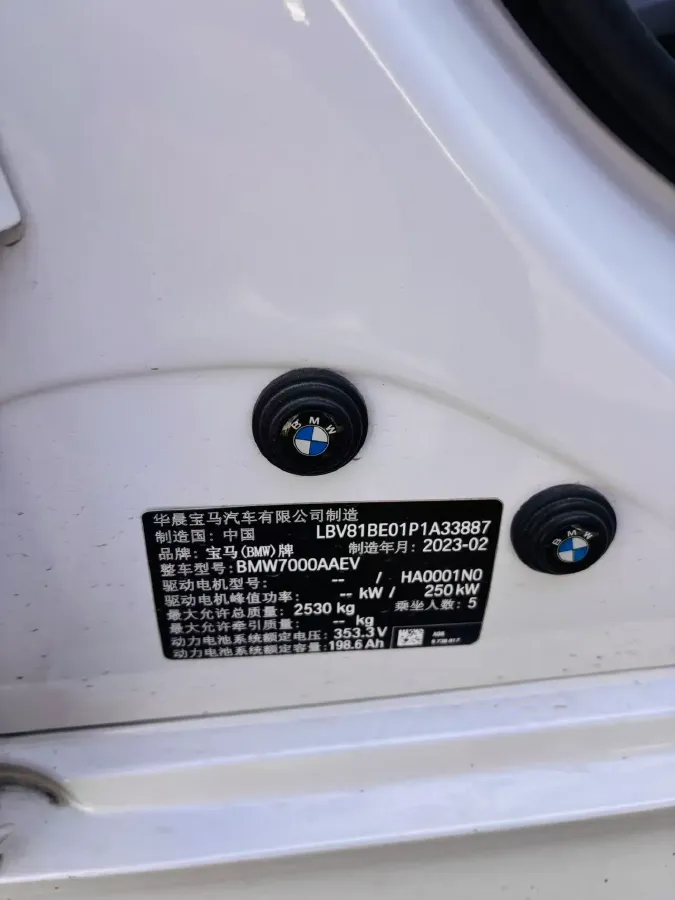 BMW
BMW
华晨宝马汽车有限公司制造
制造国：中国 LBV81BE01P1A33887
品牌：宝马(BMW)牌 制造年月：2023-02
整车型号:BMW7000AAEV
驱动电机型号： -- / HA0001N0
驱动电机峰值功率： -- kW / 250 kW
最大允许总质量：2530 kg 乘坐人数：5
最大允许牵引质量： -- kg
动力电池系统额定电压：353.3 V
动力电池系统额定容量:198.6 Ah